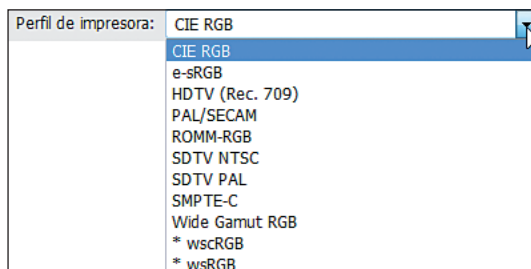 Perfil de impresora: CIE RGB
CIE RGB
e-sRGB
HDTV (Rec. 709)
PAL/SECAM
ROMM-RGB
SDTV NTSC
SDTV PAL
SMPTE-C
Wide Gamut RGB
* wscRGB
* wsRGB